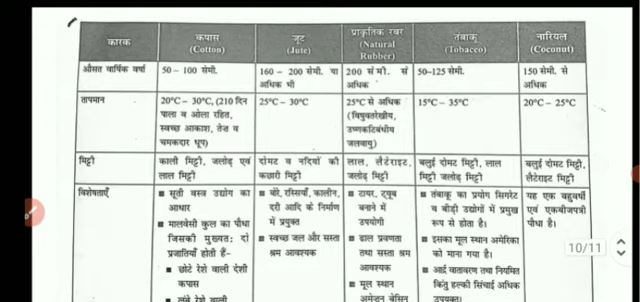 कारक
कपास
(Cotton)
जूट
(Jute)
प्राकृतिक रबर
(Natural
Rubber)
तंबाकू
(Tobacco)
नारियल
(Coconut)
औसत वार्षिक वर्षा
50 – 100 सेमी.
160 – 200 सेमी. या
अधिक भी
200 सेमी. से
अधिक
50–125 सेमी.
150 सेमी. से
अधिक
तापमान
20°C – 30°C, (210 दिन
पाला व ओला रहित,
स्वच्छ आकाश, तेज व
चमकदार धूप)
25°C – 30°C
25°C से अधिक
(विषुवतरेखीय,
उष्णकटिबंधीय
जलवायु)
15°C – 35°C
20°C – 25°C
मिट्टी
काली मिट्टी, जलोढ़ एवं
लाल मिट्टी
दोमट व नदियों की
कछारी मिट्टी
लाल, लैटेराइट,
जलोढ़ मिट्टी
बलुई दोमट मिट्टी, लाल
मिट्टी जलोढ़ मिट्टी
बलुई दोमट मिट्टी,
लैटेराइट मिट्टी
विशेषताएँ
■ सूती वस्त्र उद्योग का
आधार
■ मालवेसी कुल का पौधा
जिसकी मुख्यतः दो
प्रजातियाँ होती हैं–
■ छोटे रेशे वाली देशी
कपास
■ लंबे रेशे वाली
■ बोरे, रस्सियाँ, कालीन,
दरी आदि के निर्माण
में प्रयुक्त
■ स्वच्छ जल और सस्ता
श्रम आवश्यक
■ टायर, ट्यूब
बनाने में
उपयोगी
■ ढाल प्रवणता
तथा सस्ता श्रम
आवश्यक
■ मूल स्थान
अमेजन बेसिन
■ तंबाकू का प्रयोग सिगरेट
व बीड़ी उद्योगों में प्रमुख
रूप से होता है।
■ इसका मूल स्थान अमेरिका
को माना गया है।
■ आर्द्र वातावरण तथा नियमित
किंतु हल्की सिंचाई अधिक
उपयुक्त।
यह एक बहुवर्षी
एवं एकबीजपत्री
पौधा है।
10/11